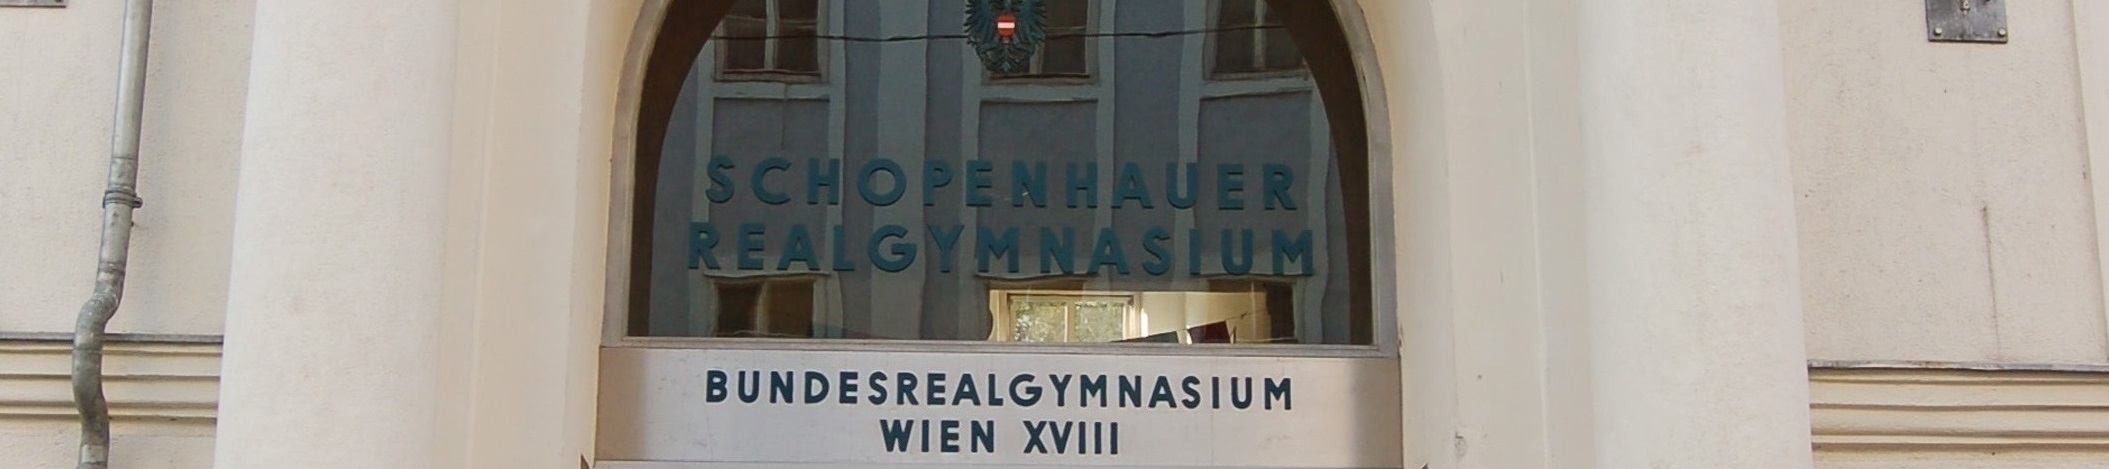 SCHOPENHAUER
REALGYMNASIUM
BUNDESREALGYMNASIUM
WIEN XVIII